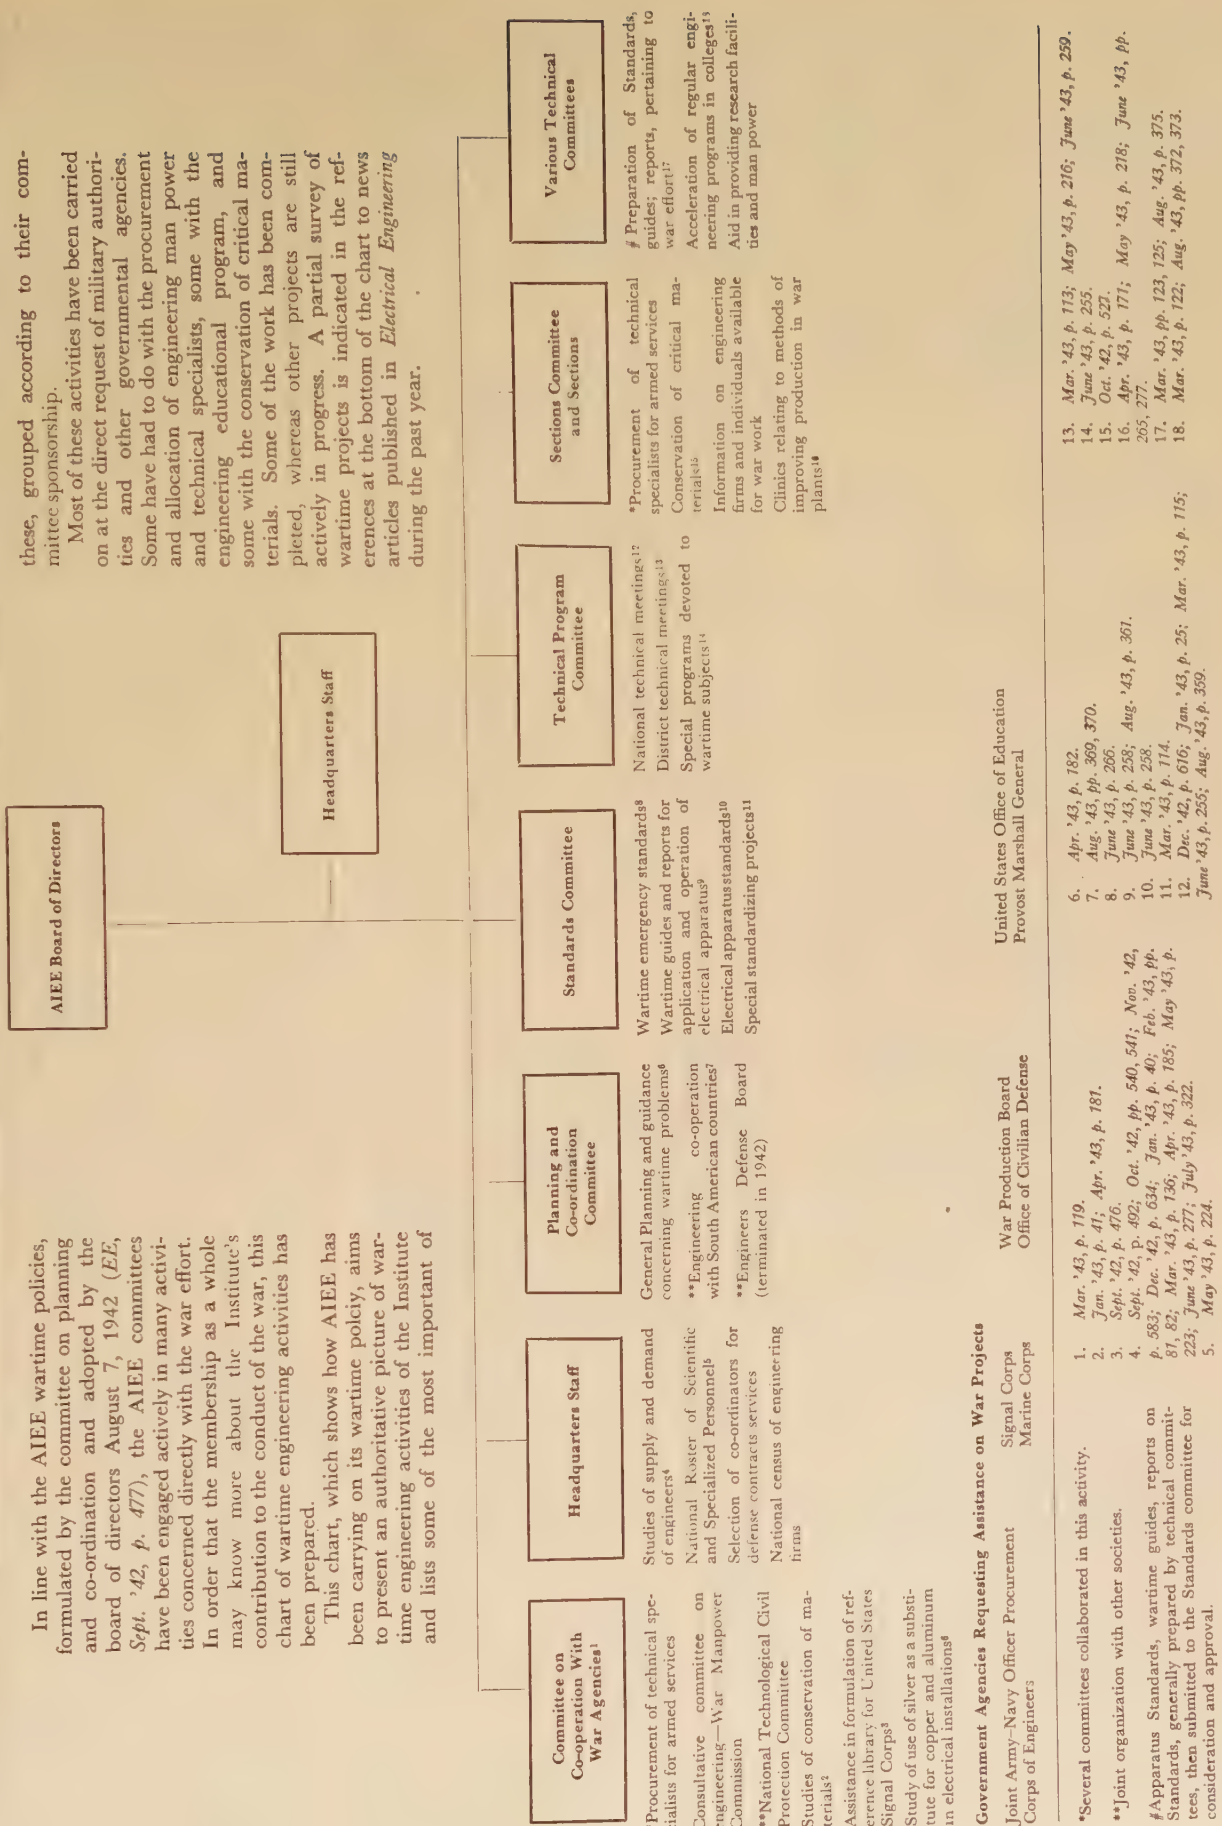 In line with the AIEE wartime policies,
formulated by the committee on planning
and co-ordination and adopted by the
board of directors August 7, 1942 (EE,
Sept. '42, p. 477), the AIEE committees
have been engaged actively in many activi-
ties concerned directly with the war effort.
In order that the membership as a whole
may know more about the Institute's
contribution to the conduct of the war, this
chart of wartime engineering activities has
been prepared.
This chart, which shows how AIEE has
been carrying on its wartime polciy, aims
to present an authoritative picture of war-
time engineering activities of the Institute
and lists some of the most important of
these, grouped according to their com-
mittee sponsorship.
Most of these activities have been carried
on at the direct request of military authori-
ties and other governmental agencies.
Some have had to do with the procurement
and allocation of engineering man power
and technical specialists, some with the
engineering educational program, and
some with the conservation of critical ma-
terials. Some of the work has been com-
pleted, whereas other projects are still
actively in progress. A partial survey of
wartime projects is indicated in the ref-
erences at the bottom of the chart to news
articles published in Electrical Engineering
during the past year.
AIEE Board of Directors
Headquarters Staff
Committee on
Co-operation With
War Agencies¹
*Procurement of technical spe-
cialists for armed services
Consultative committee on
engineering—War Manpower
Commission
**National Technological Civil
Protection Committee
Studies of conservation of ma-
terials²
Assistance in formulation of ref-
erence library for United States
Signal Corps³
Study of use of silver as a substi-
tute for copper and aluminum
in electrical installations⁶
Headquarters Staff
Studies of supply and demand
of engineers⁴
National Roster of Scientific
and Specialized Personnel⁵
Selection of co-ordinators for
defense contracts services
National census of engineering
firms
Planning and
Co-ordination
Committee
General Planning and guidance
concerning wartime problems⁶
**Engineering co-operation
with South American countries⁷
**Engineers Defense Board
(terminated in 1942)
Standards Committee
Wartime emergency standards⁸
Wartime guides and reports for
application and operation of
electrical apparatus⁹
Electrical apparatus standards¹⁰
Special standardizing projects¹¹
Technical Program
Committee
National technical meetings¹²
District technical meetings¹³
Special programs devoted to
wartime subjects¹⁴
Sections Committee
and Sections
*Procurement of technical
specialists for armed services
Conservation of critical ma-
terials¹⁵
Information on engineering
firms and individuals available
for war work
Clinics relating to methods of
improving production in war
plants¹⁶
Various Technical
Committees
# Preparation of Standards,
guides; reports, pertaining to
war effort¹⁷
Acceleration of regular engi-
neering programs in colleges¹⁸
Aid in providing research facili-
ties and man power
Government Agencies Requesting Assistance on War Projects
Joint Army-Navy Officer Procurement
Corps of Engineers
Signal Corps
Marine Corps
War Production Board
Office of Civilian Defense
United States Office of Education
Provost Marshall General
*Several committees collaborated in this activity.
**Joint organization with other societies.
#Apparatus Standards, wartime guides, reports on
Standards, generally prepared by technical commit-
tees, then submitted to the Standards committee for
consideration and approval.
1. Mar. '43, p. 119.
2. Jan. '43, p. 41; Apr. '43, p. 181.
3. Sept. '42, p. 476.
4. Sept. '42, p. 492; Oct. '42, pp. 540, 541; Nov. '42,
p. 583; Dec. '42, p. 634; Jan. '43, p. 40; Feb. '43, pp.
81, 82; Mar. '43, p. 136; Apr. '43, p. 185; May '43, p.
223; June '43, p. 277; July '43, p. 322.
5. May '43, p. 224.
6. Apr. '43, p. 182.
7. Aug. '43, pp. 369, 370.
8. June '43, p. 266.
9. June '43, p. 258; Aug. '43, p. 361.
10. June '43, p. 258.
11. Mar. '43, p. 114.
12. Dec. '42, p. 616; Jan. '43, p. 25; Mar. '43, p. 115;
June '43, p. 255; Aug. '43, p. 359.
13. Mar. '43, p. 113; May '43, p. 216; June '43, p. 259.
14. June '43, p. 255.
15. Oct. '42, p. 527.
16. Apr. '43, p. 171; May '43, p. 218; June '43, pp.
265, 277.
17. Mar. '43, pp. 123, 125; Aug. '43, p. 375.
18. Mar. '43, p. 122; Aug. '43, pp. 372, 373.